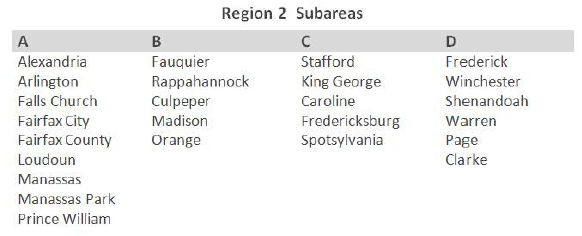 Region 2 Subareas
A B C D
Alexandria Fauquier Stafford Frederick
Arlington Rappahannock King George Winchester
Falls Church Culpeper Caroline Shenandoah
Fairfax City Madison Fredericksburg Warren
Fairfax County Orange Spotsylvania Page
Loudoun Clarke
Manassas
Manassas Park
Prince William